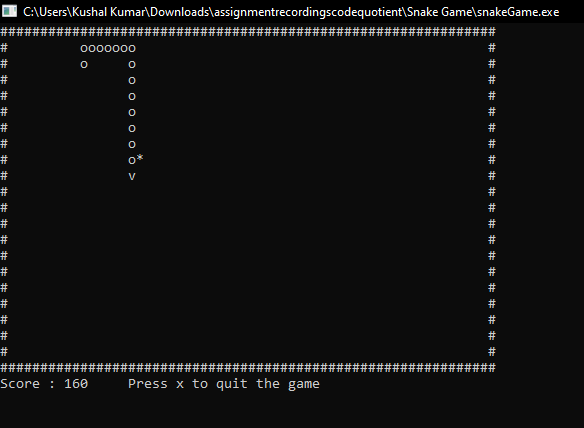 C:\Users\Kushal Kumar\Downloads\assignmentrecordingscodequotient\Snake Game\snakeGame.exe
##############################################################
#         ooooooo                                            #
#         o     o                                            #
#               o                                            #
#               o                                            #
#               o                                            #
#               o                                            #
#               o                                            #
#               o*                                           #
#               v                                            #
#                                                            #
#                                                            #
#                                                            #
#                                                            #
#                                                            #
#                                                            #
#                                                            #
#                                                            #
#                                                            #
#                                                            #
#                                                            #
##############################################################
Score : 160     Press x to quit the game